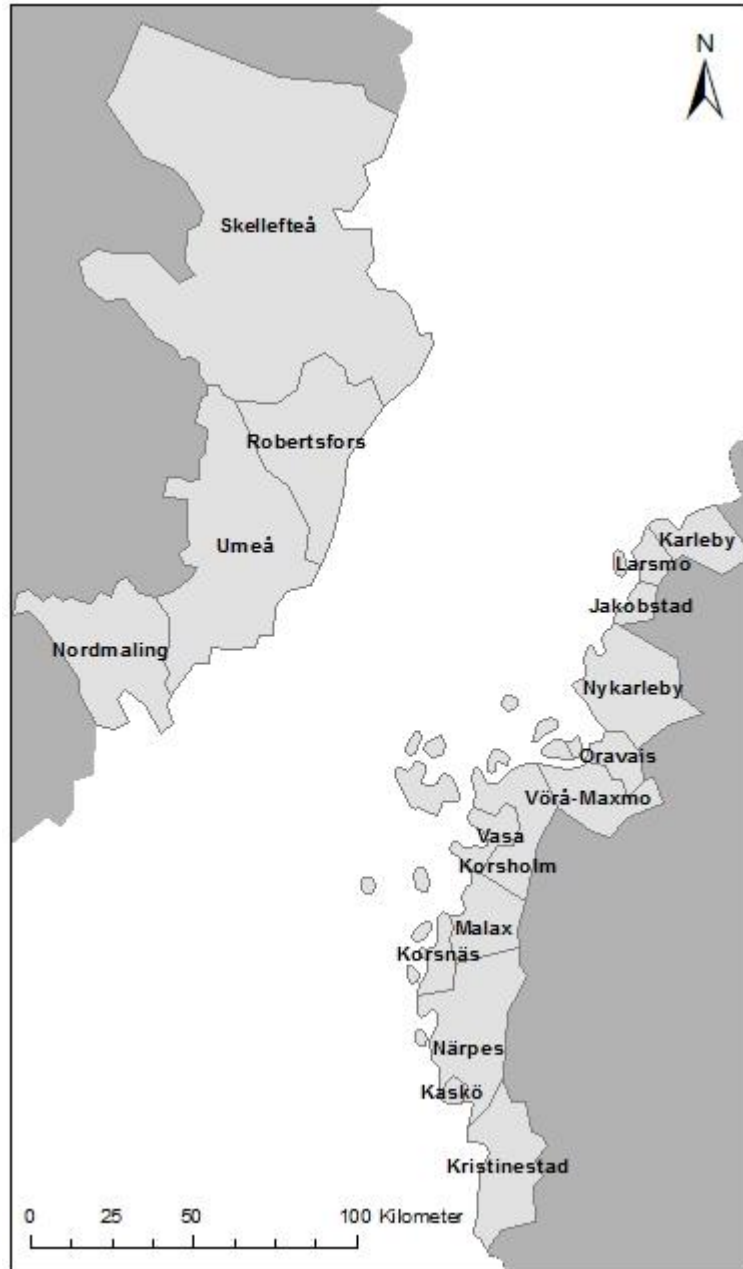 N
Skellefteå
Robertsfors
Umeå
Nordmaling
Karleby
Larsmo
Jakobstad
Nykarleby
Oravais
Vörå-Maxmo
Vasa
Korsholm
Malax
Korsnäs
Närpes
Kaskö
Kristinestad
0 25 50 100 Kilometer